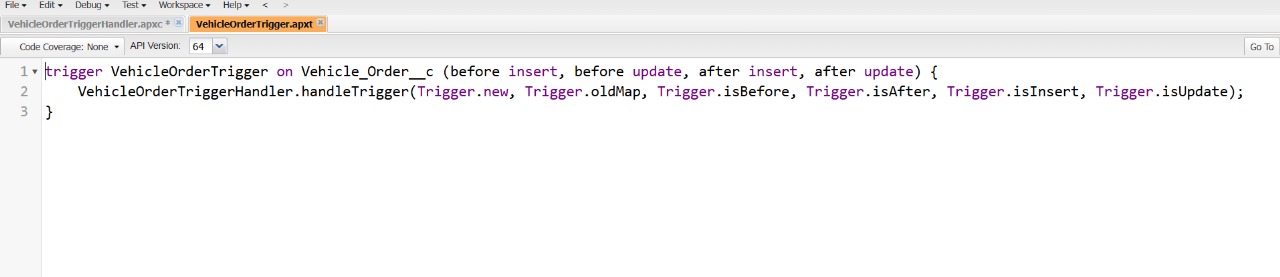 File Edit Debug Test Workspace Help < >
VehicleOrderTriggerHandler.apxc * VehicleOrderTrigger.apxt
Code Coverage: None API Version: 64 Go To
1 trigger VehicleOrderTrigger on Vehicle_Order__c (before insert, before update, after insert, after update) {
2 VehicleOrderTriggerHandler.handleTrigger(Trigger.new, Trigger.oldMap, Trigger.isBefore, Trigger.isAfter, Trigger.isInsert, Trigger.isUpdate);
3 }